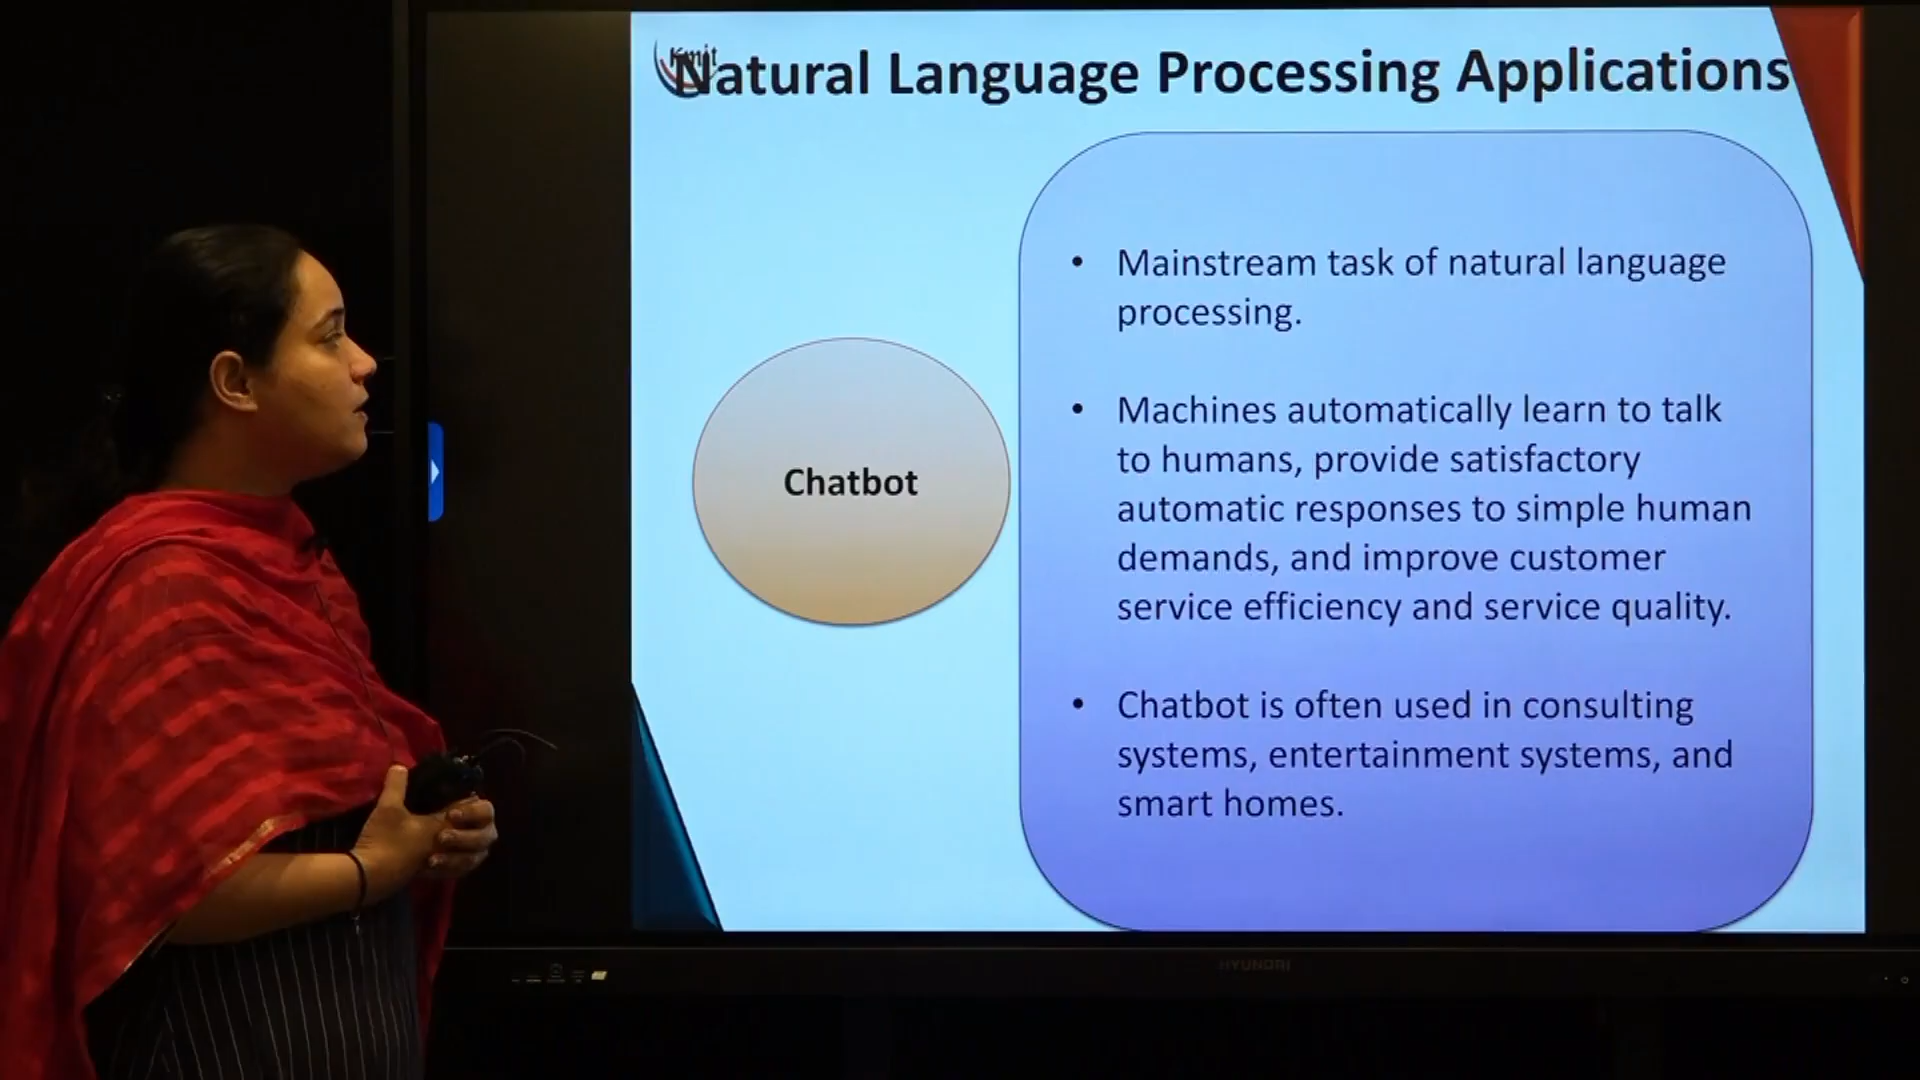 kmit
Natural Language Processing Applications
Chatbot
• Mainstream task of natural language
processing.
• Machines automatically learn to talk
to humans, provide satisfactory
automatic responses to simple human
demands, and improve customer
service efficiency and service quality.
• Chatbot is often used in consulting
systems, entertainment systems, and
smart homes.
HYUNDAI